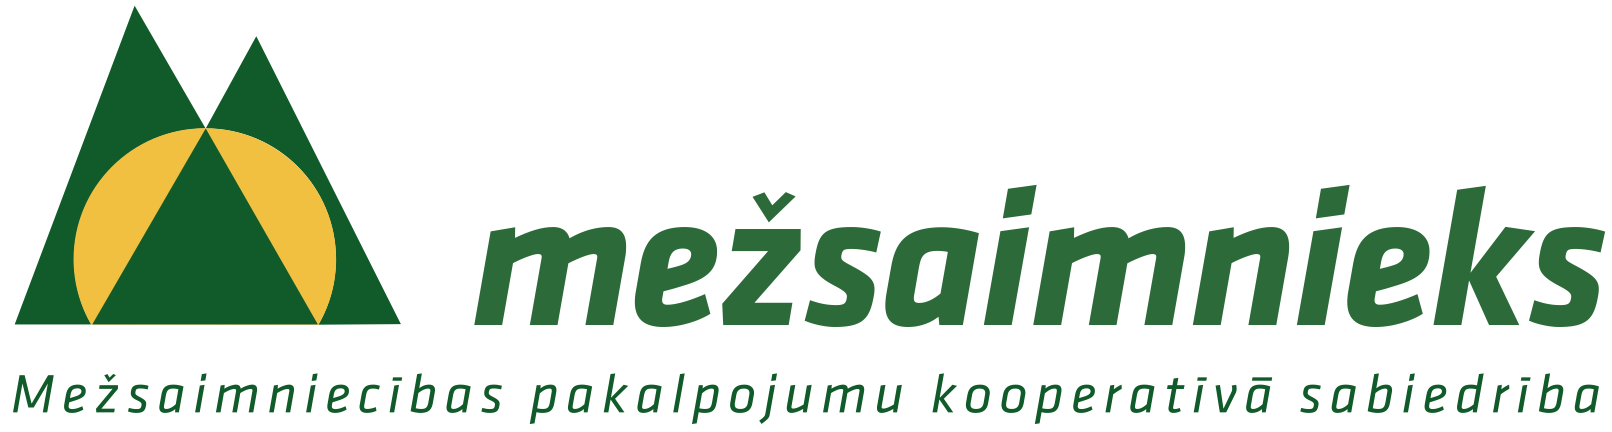 mežsaimnieks
Mežsaimniecības pakalpojumu kooperatīvā sabiedrība